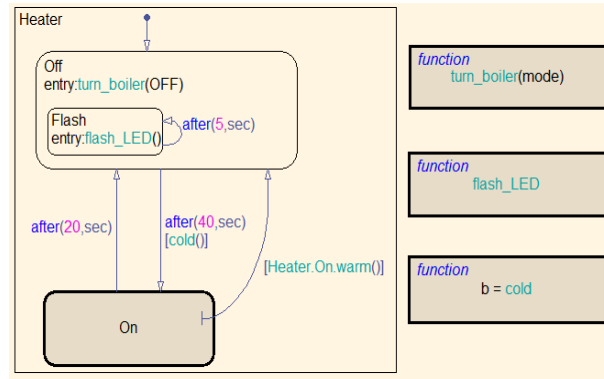 Heater
Off
entry:turn_boiler(OFF)
Flash
entry:flash_LED()
after(5,sec)
after(20,sec)
after(40,sec)
[cold()]
[Heater.On.warm()]
On
function
turn_boiler(mode)
function
flash_LED
function
b = cold